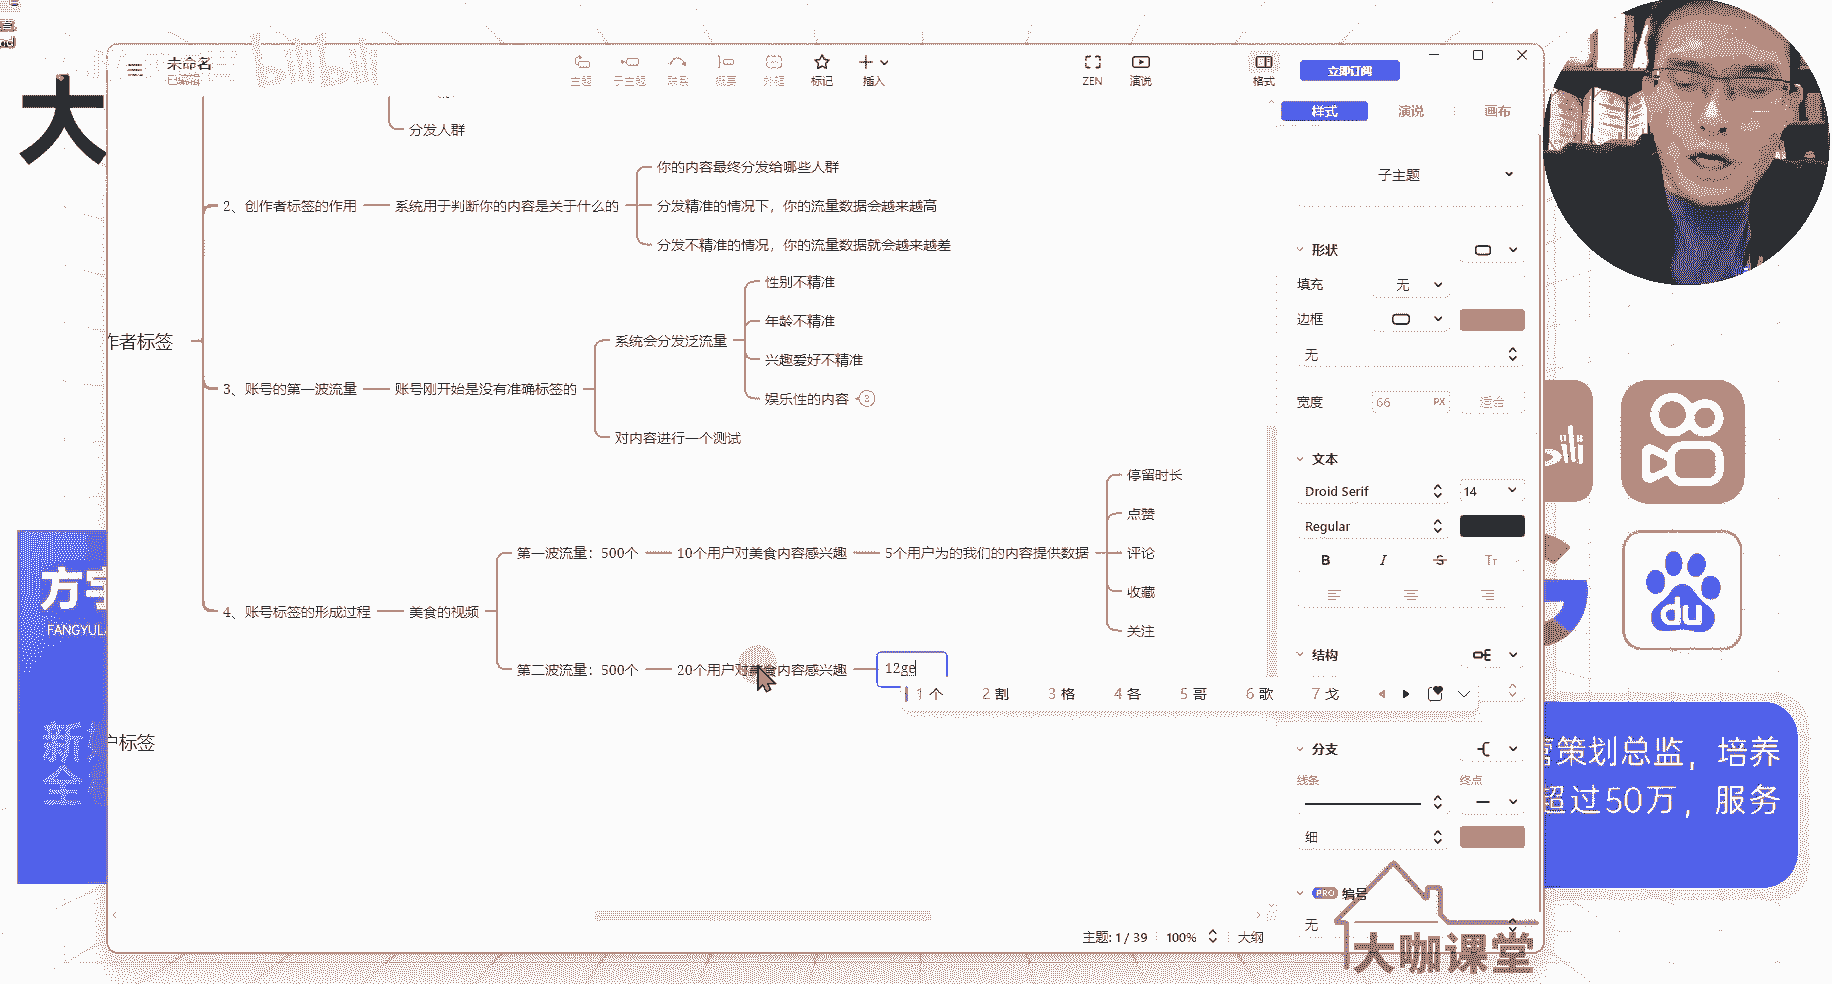 未命名
已编辑
bilibili
主题
子主题
联系
概要
外框
标记
插入
ZEN
演说
格式
立即订阅
大
样式
演说
画布
分发人群
你的内容最终分发给哪些人群
2、创作者标签的作用
系统用于判断你的内容是关于什么的
分发精准的情况下，你的流量数据会越来越高
分发不精准的情况，你的流量数据就会越来越差
性别不精准
年龄不精准
系统会分发泛流量
兴趣爱好不精准
作者标签
3、账号的第一波流量
账号刚开始是没有准确标签的
娱乐性的内容
2
对内容进行一个测试
停留时长
点赞
第一波流量：500个
10个用户对美食内容感兴趣
5个用户为的我们的内容提供数据
评论
收藏
4、账号标签的形成过程
美食的视频
关注
第二波流量：500个
20个用户对美食内容感兴趣
12ge
1 个
2 割
3 格
4 各
5 哥
6 歌
7 戈
户标签
子主题
形状
填充
无
边框
无
宽度
66
PX
适合
文本
Droid Serif
14
Regular
B
I
S
Tт
结构
分支
线条
终点
细
PRO
编号
无
主题: 1 / 39
100%
大纲
方
FANGYUL
新
全
bili
du
营策划总监，培养
超过50万，服务
大咖课堂